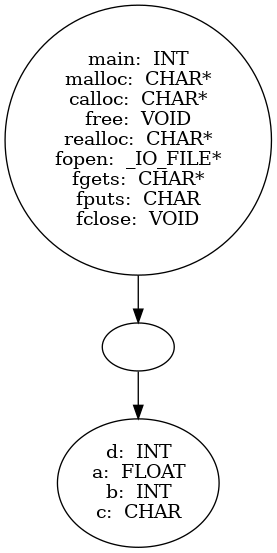 main: INT
malloc: CHAR*
calloc: CHAR*
free: VOID
realloc: CHAR*
fopen: _IO_FILE*
fgets: CHAR*
fputs: CHAR
fclose: VOID
d: INT
a: FLOAT
b: INT
c: CHAR